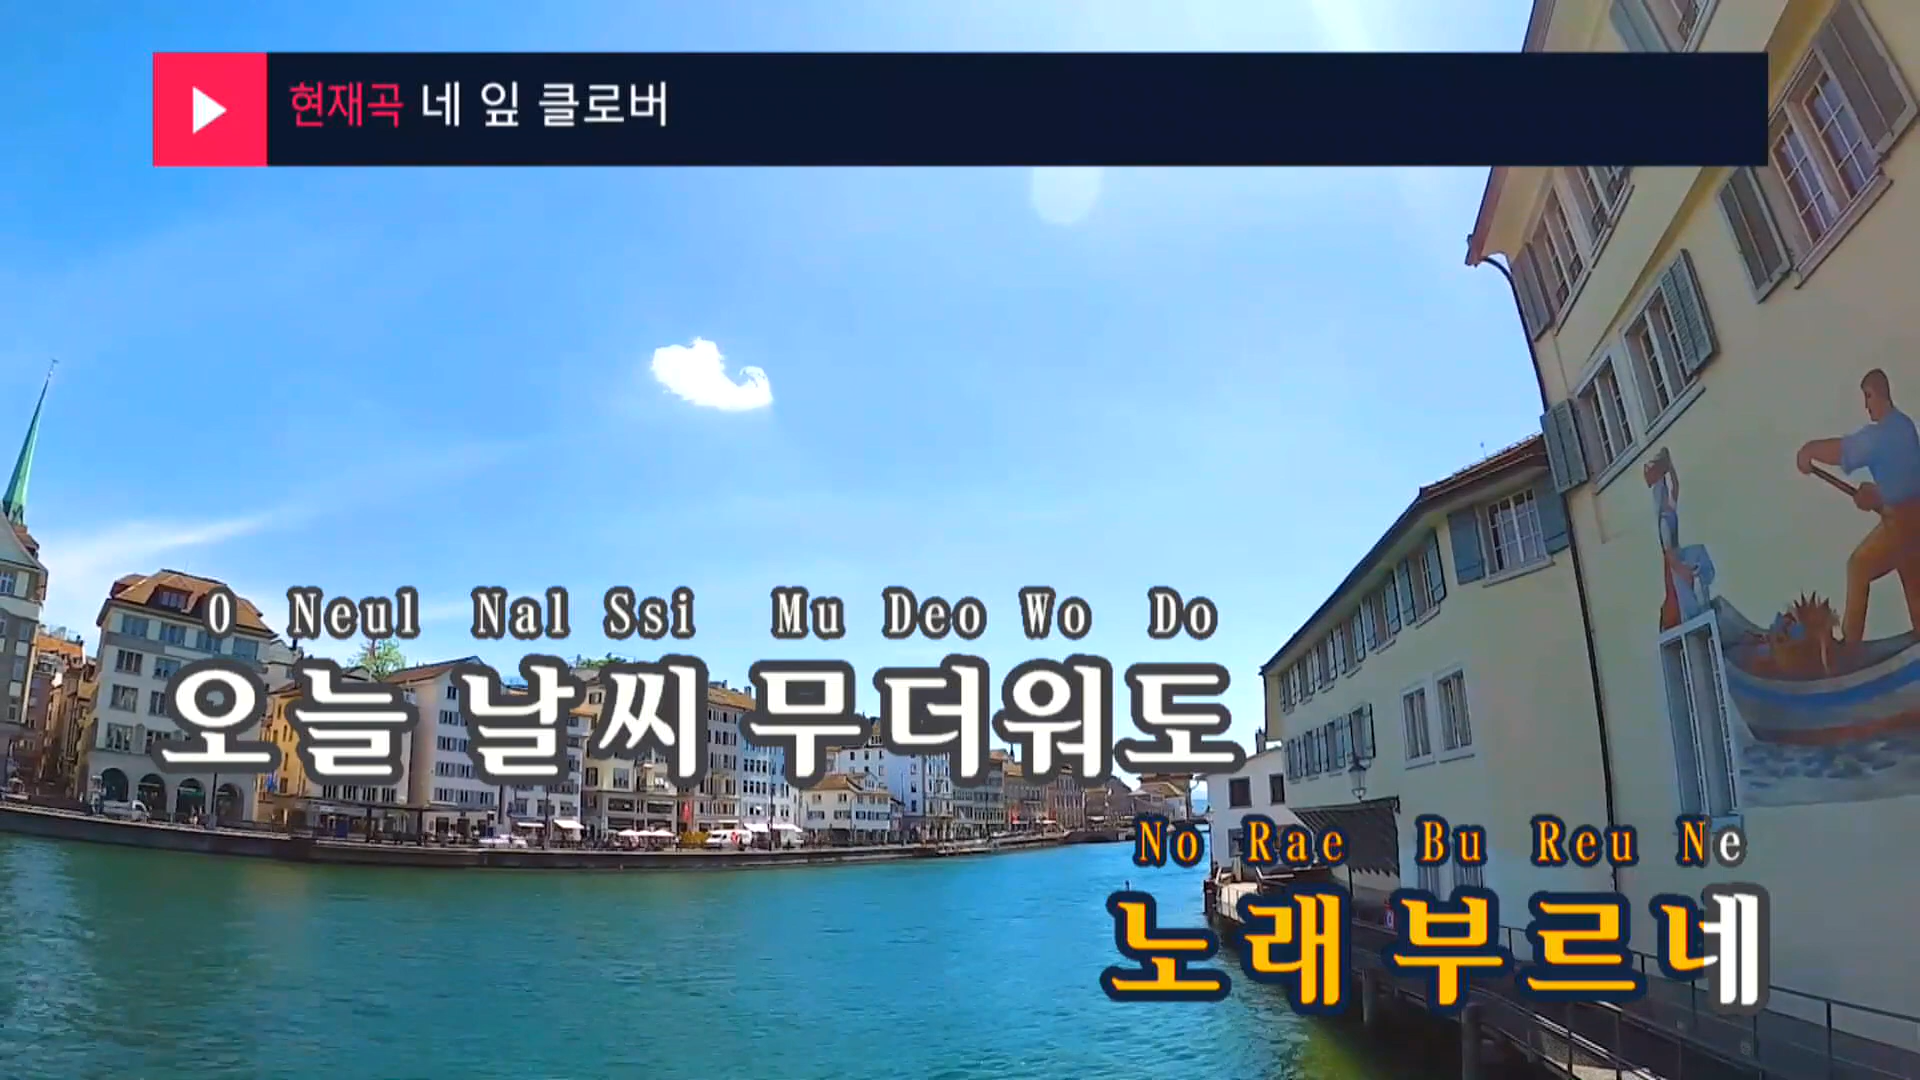 현재곡 네 잎 클로버
O Neul Nal Ssi Mu Deo Wo Do
오늘 날씨 무더워도
No Rae Bu Reu Ne
노래 부르네